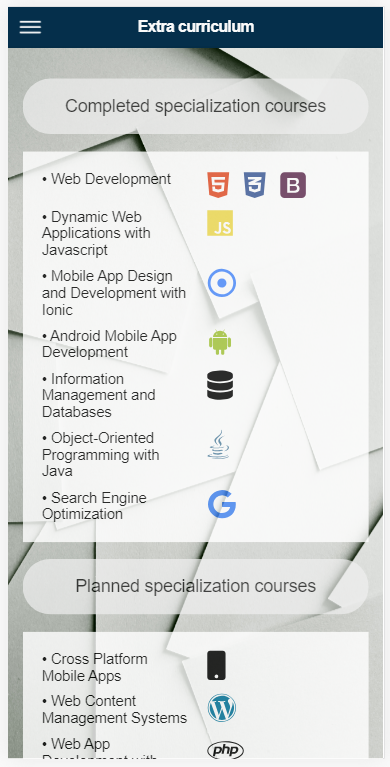 Extra curriculum
Completed specialization courses
• Web Development
5 3 B
• Dynamic Web
Applications with
Javascript
JS
• Mobile App Design
and Development with
Ionic
• Android Mobile App
Development
• Information
Management and
Databases
• Object-Oriented
Programming with
Java
• Search Engine
Optimization
G
Planned specialization courses
• Cross Platform
Mobile Apps
• Web Content
Management Systems
W
• Web App
php
Development with